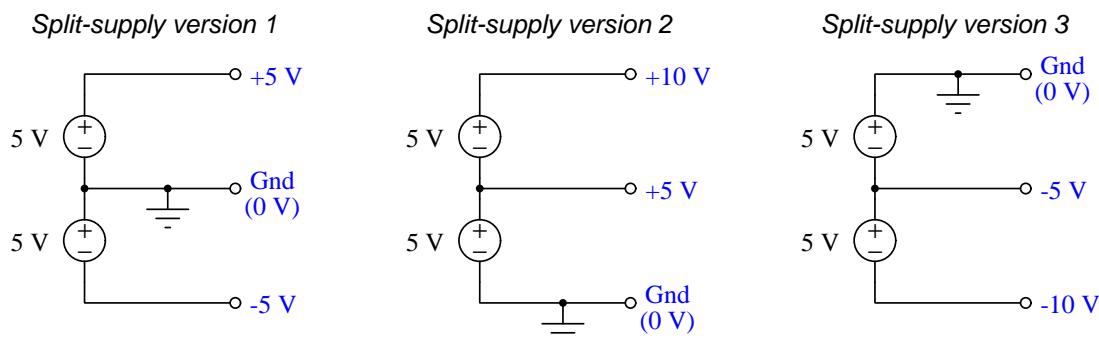 Split-supply version 1
Split-supply version 2
Split-supply version 3
+5 V
5 V
+
−
Gnd
(0 V)
5 V
+
−
-5 V
+10 V
5 V
+
−
+5 V
5 V
+
−
Gnd
(0 V)
Gnd
(0 V)
5 V
+
−
-5 V
5 V
+
−
-10 V